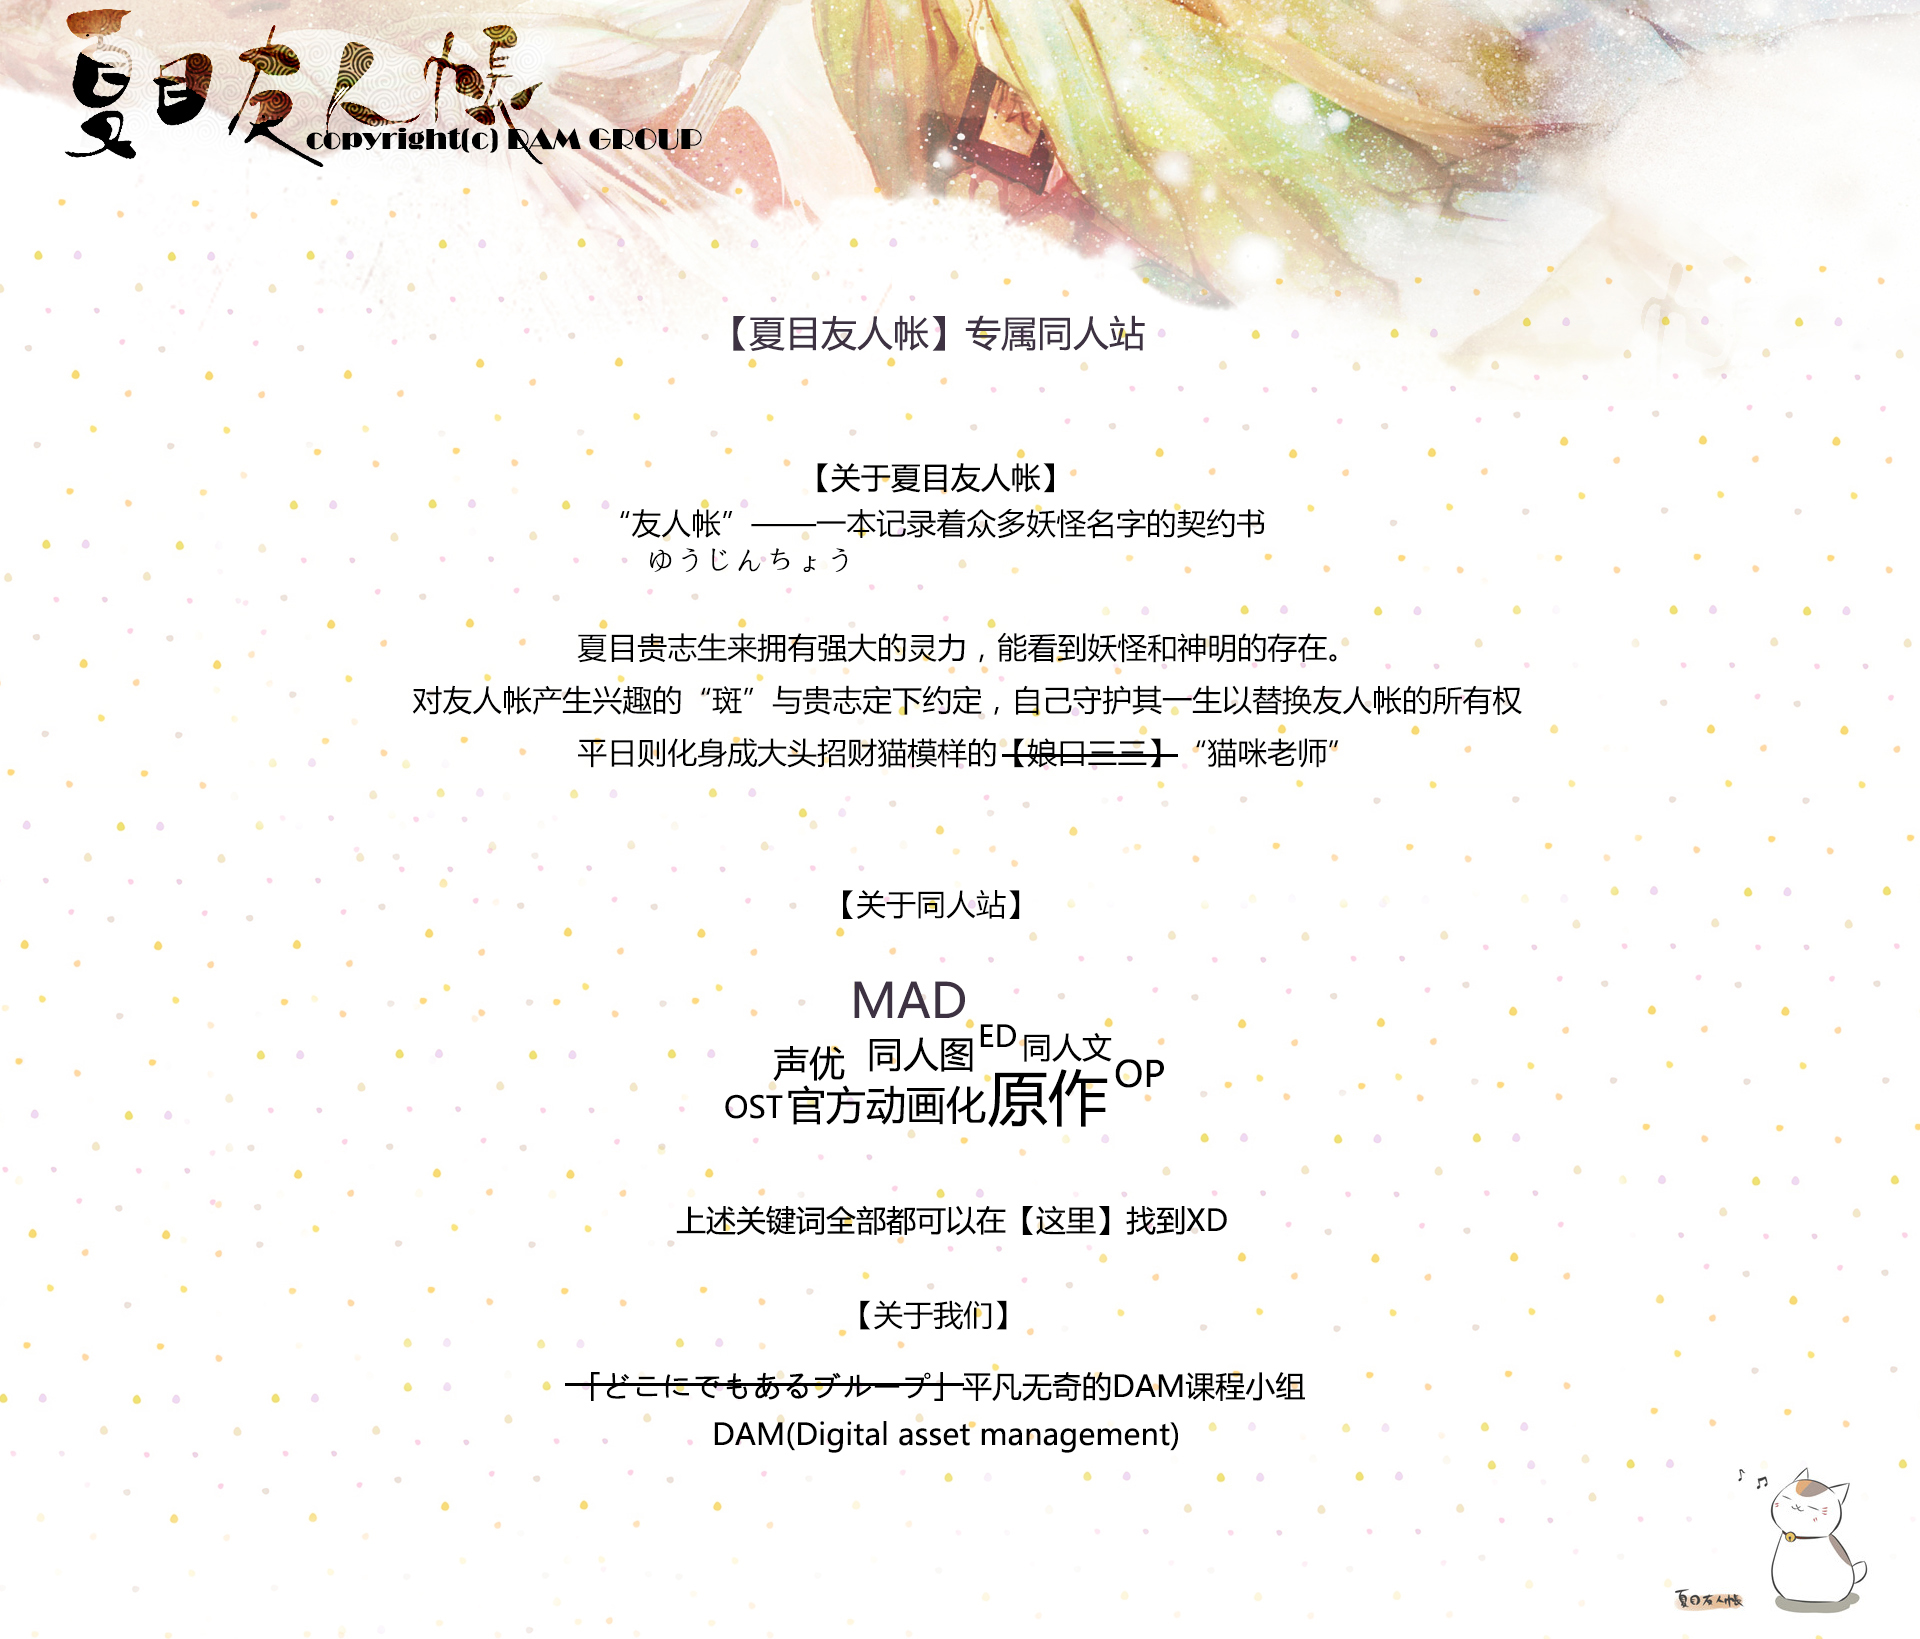 夏目友人帳
copyright(c) DAM GROUP
【夏目友人帐】专属同人站
【关于夏目友人帐】
“友人帐”——一本记录着众多妖怪名字的契约书
ゆうじんちょう
夏目贵志生来拥有强大的灵力，能看到妖怪和神明的存在。
对友人帐产生兴趣的“斑”与贵志定下约定，自己守护其一生以替换友人帐的所有权
平日则化身成大头招财猫模样的【娘口三三】“猫咪老师”
【关于同人站】
MAD
声优 同人图 ED 同人文 OP
OST 官方动画化 原作
上述关键词全部都可以在【这里】找到XD
【关于我们】
「どこにでもあるブループ」平凡无奇的DAM课程小组
DAM(Digital asset management)
夏目友人帳